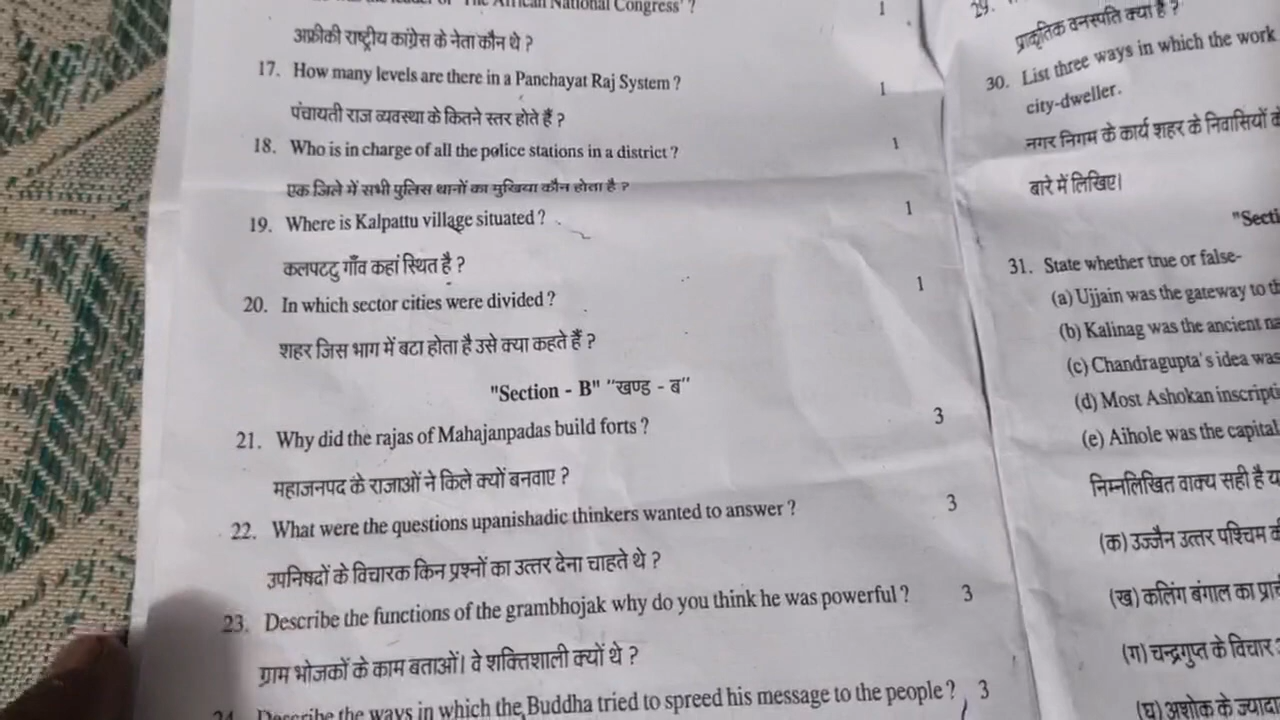 'The African National Congress' ? 1
अफ्रीकी राष्ट्रीय कांग्रेस के नेता कौन थे ?
17. How many levels are there in a Panchayat Raj System ? 1
पंचायती राज व्यवस्था के कितने स्तर होते हैं ?
18. Who is in charge of all the police stations in a district ? 1
एक जिले में सभी पुलिस थानों का मुखिया कौन होता है ?
19. Where is Kalpattu village situated ? 1
कलपटटु गाँव कहां स्थित है ?
20. In which sector cities were divided ? 1
शहर जिस भाग में बटा होता है उसे क्या कहते हैं ?
"Section - B" "खण्ड - ब"
21. Why did the rajas of Mahajanpadas build forts ? 3
महाजनपद के राजाओं ने किले क्यों बनवाए ?
22. What were the questions upanishadic thinkers wanted to answer ? 3
उपनिषदों के विचारक किन प्रश्नों का उत्तर देना चाहते थे ?
23. Describe the functions of the grambhojak why do you think he was powerful ? 3
ग्राम भोजकों के काम बताओं। वे शक्तिशाली क्यों थे ?
24. Describe the ways in which the Buddha tried to spreed his message to the people ? 3
29.
प्राकृतिक वनस्पति क्या है ?
30. List three ways in which the work
city-dweller.
नगर निगम के कार्य शहर के निवासियों
बारे में लिखिए।
31. State whether true or false-
(a) Ujjain was the gateway to
(b) Kalinag was the ancient
(c) Chandragupta's idea was
(d) Most Ashokan
(e) Aihole was the capital
निम्नलिखित वाक्य सही है
(क) उज्जैन उत्तर पश्चिम
(ख) कलिंग बंगाल का
(ग) चन्द्रगुप्त के विचार
(घ) अशोक के ज्यादा